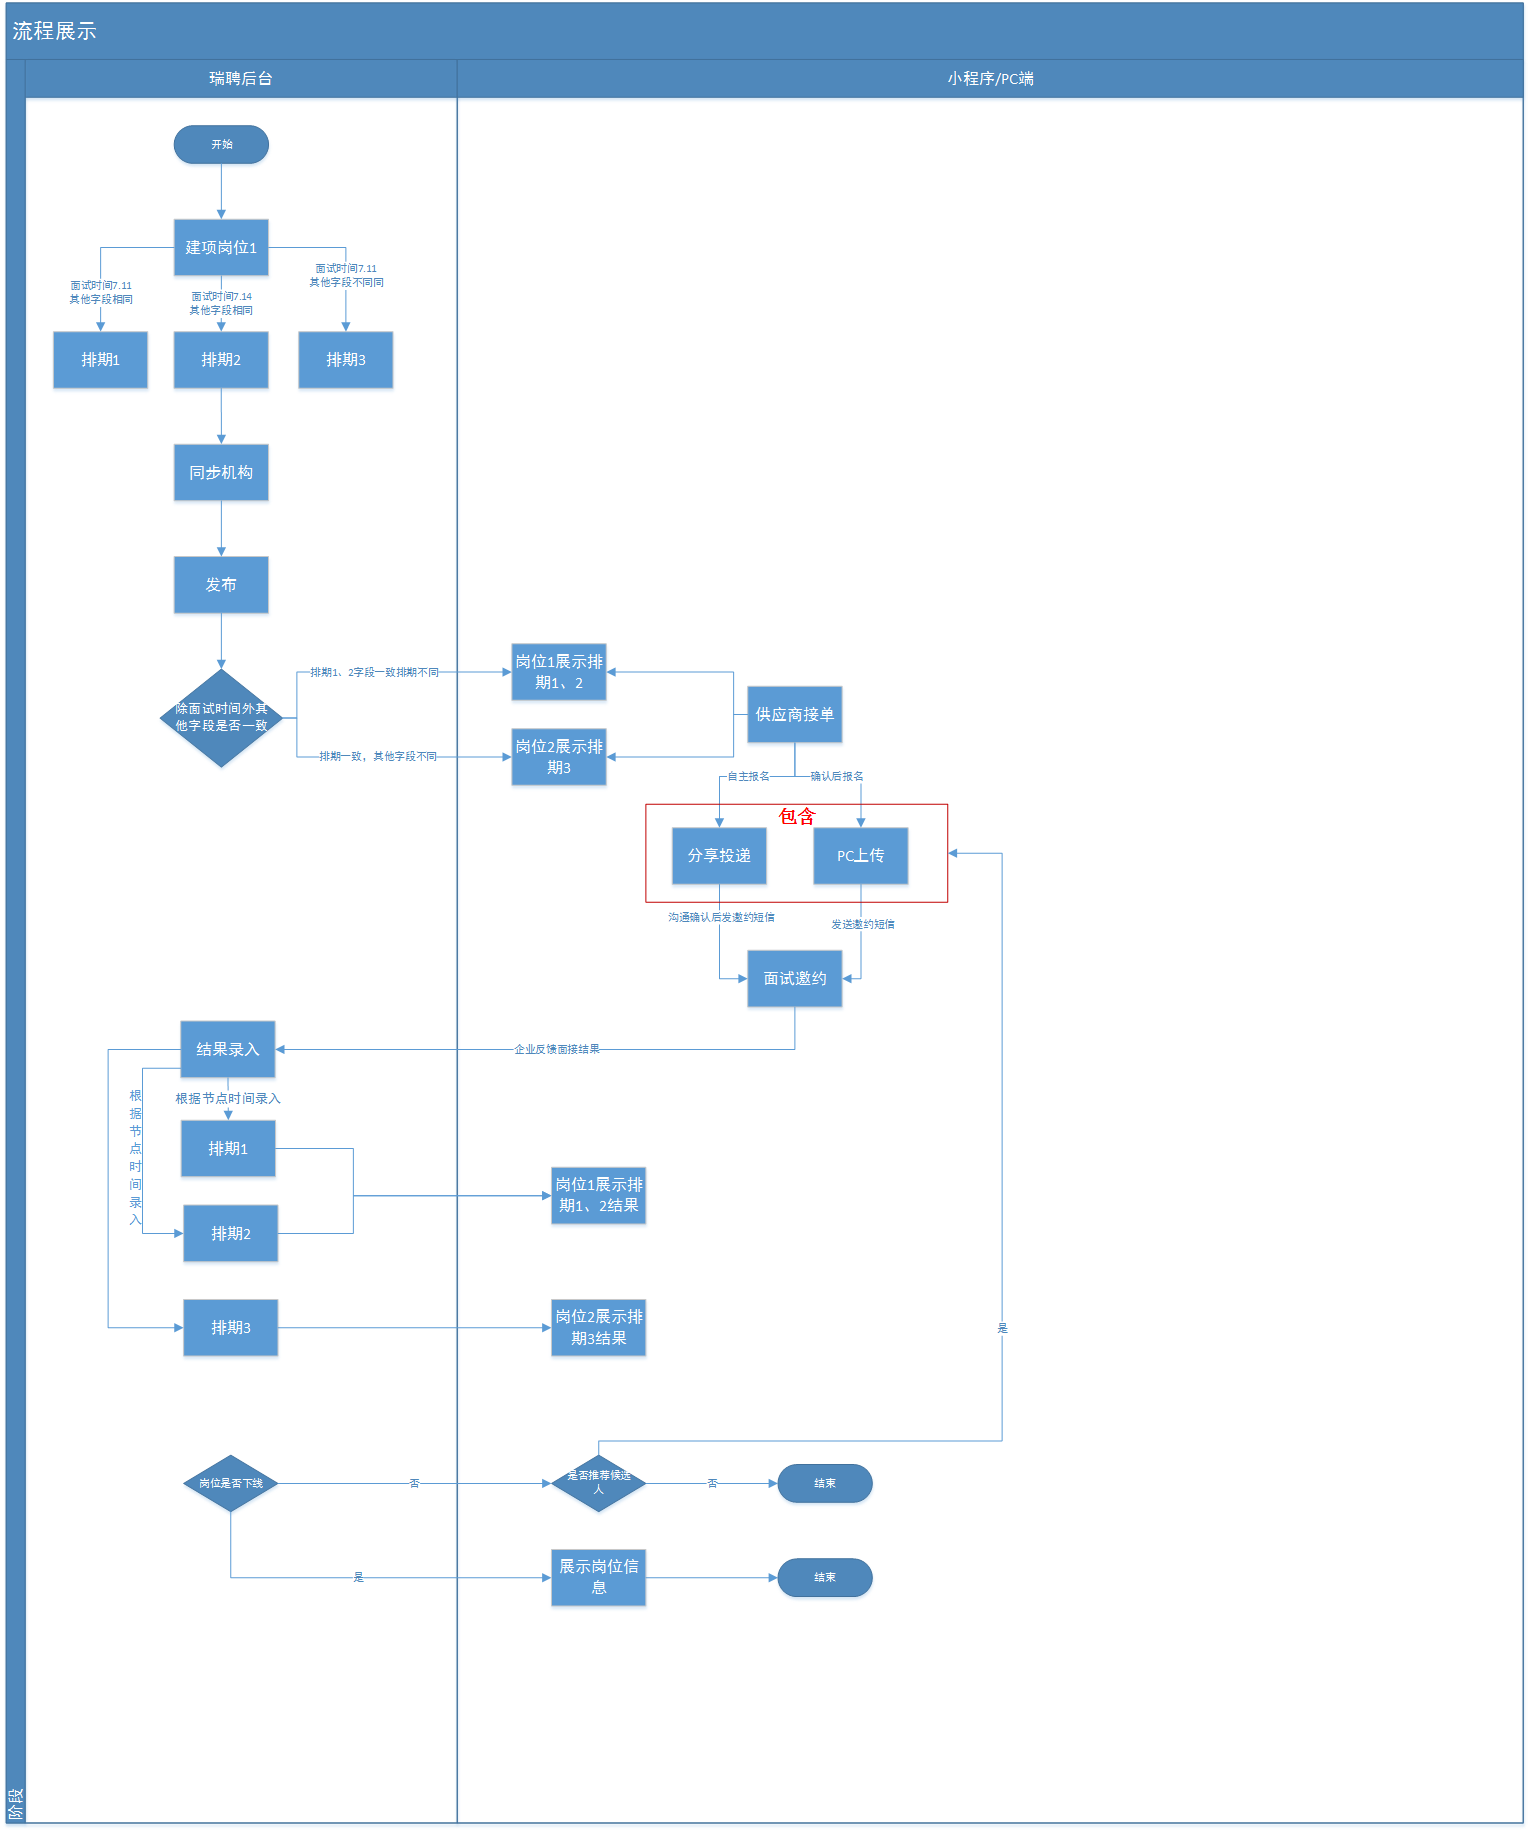 流程展示
瑞聘后台
小程序/PC端
开始
建项岗位1
面试时间7.11
其他字段相同
面试时间7.14
其他字段相同
面试时间7.11
其他字段不同同
排期1
排期2
排期3
同步机构
发布
除面试时间外其
他字段是否一致
排期1、2字段一致排期不同
排期一致，其他字段不同
岗位1展示排
期1、2
岗位2展示排
期3
供应商接单
自主报名
确认后报名
包含
分享投递
PC上传
沟通确认后发邀约短信
发送邀约短信
面试邀约
企业反馈面接结果
结果录入
根据节点时间录入
根据节点时间录入
排期1
排期2
排期3
岗位1展示排
期1、2结果
岗位2展示排
期3结果
是
岗位是否下线
否
是否推荐候选
人
否
结束
是
展示岗位信
息
结束
阶段